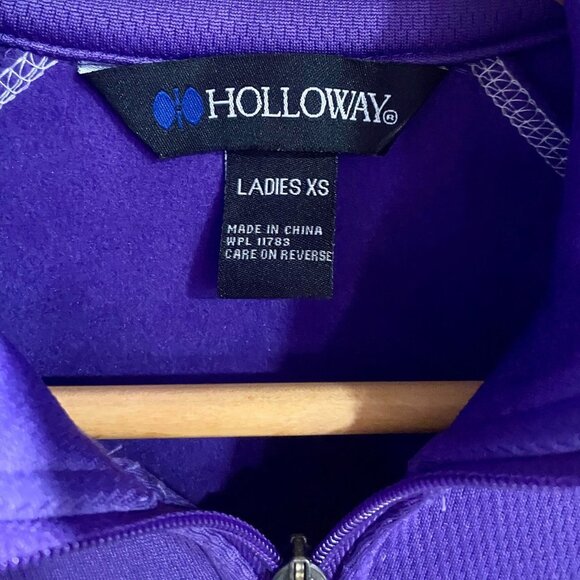 HOLLOWAY®
LADIES XS
MADE IN CHINA
WPL 11783
CARE ON REVERSE